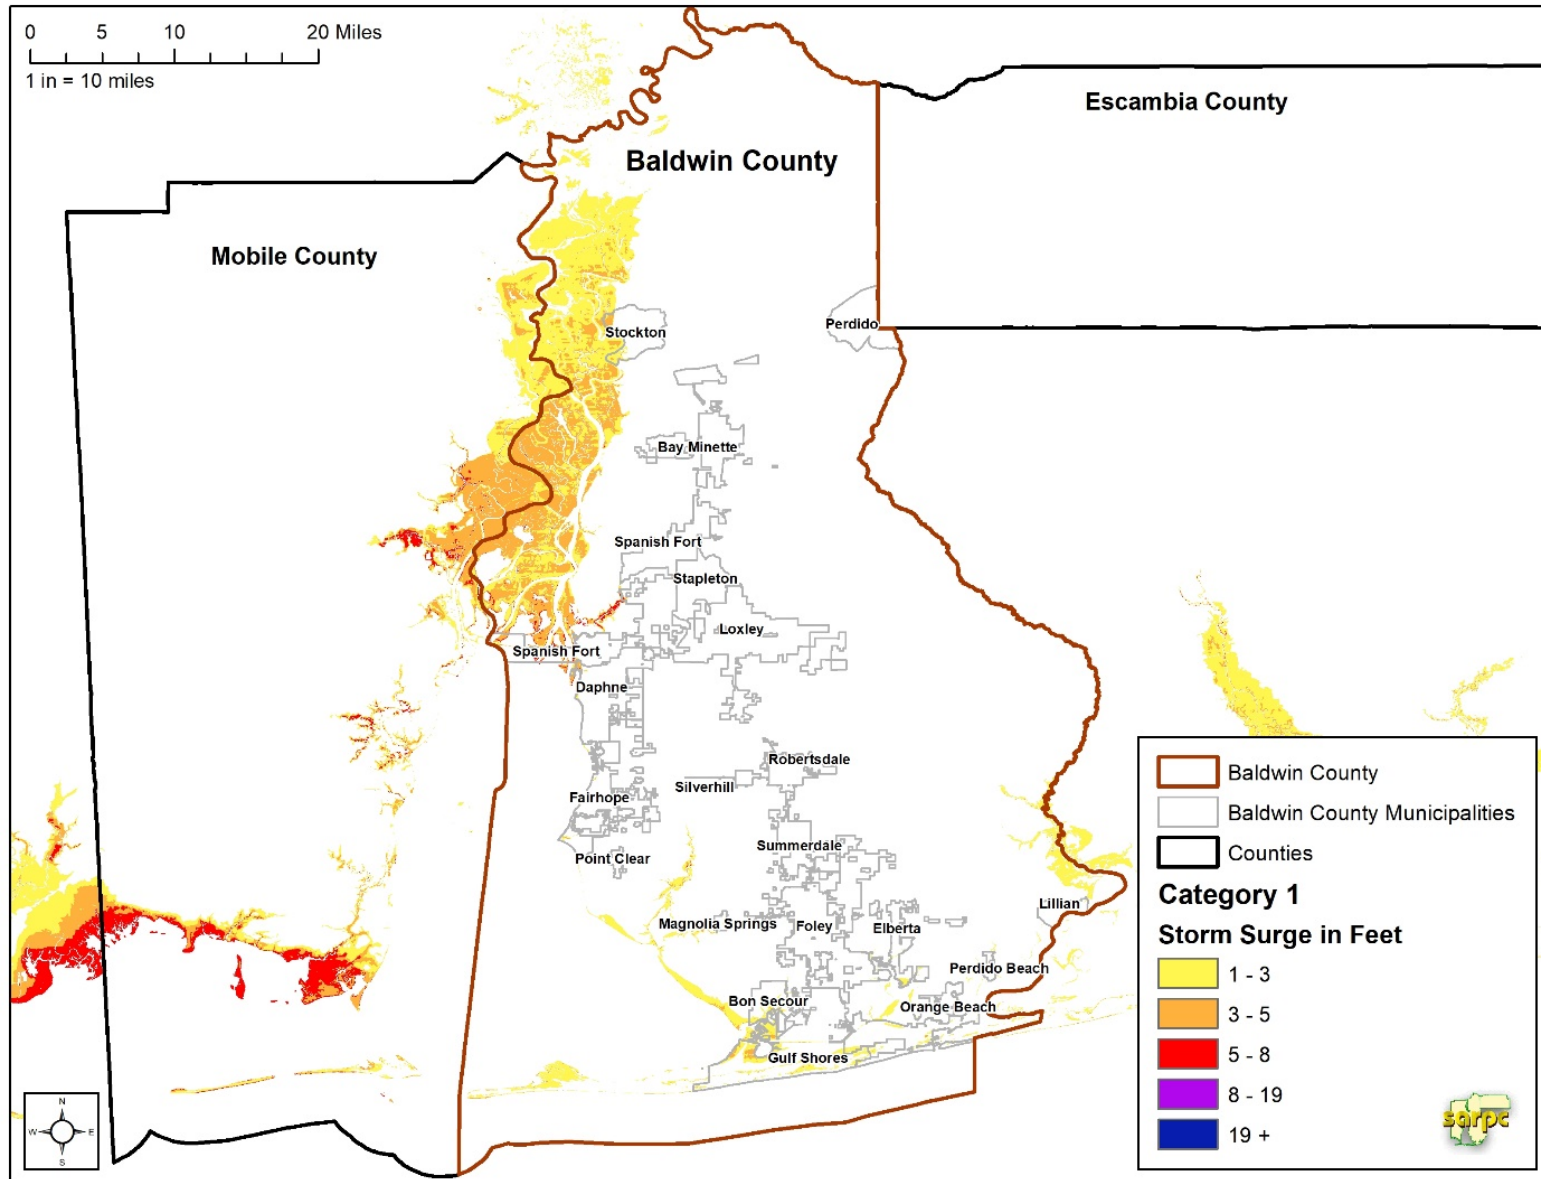 0 5 10 20 Miles
1 in = 10 miles
Escambia County
Baldwin County
Mobile County
Stockton
Perdido
Bay Minette
Spanish Fort
Stapleton
Loxley
Spanish Fort
Daphne
Robertsdale
Silverhill
Fairhope
Summerdale
Point Clear
Lillian
Magnolia Springs
Foley
Elberta
Perdido Beach
Bon Secour
Orange Beach
Gulf Shores
Baldwin County
Baldwin County Municipalities
Counties
Category 1
Storm Surge in Feet
1 - 3
3 - 5
5 - 8
8 - 19
19 +
N
W E
S
sarpc